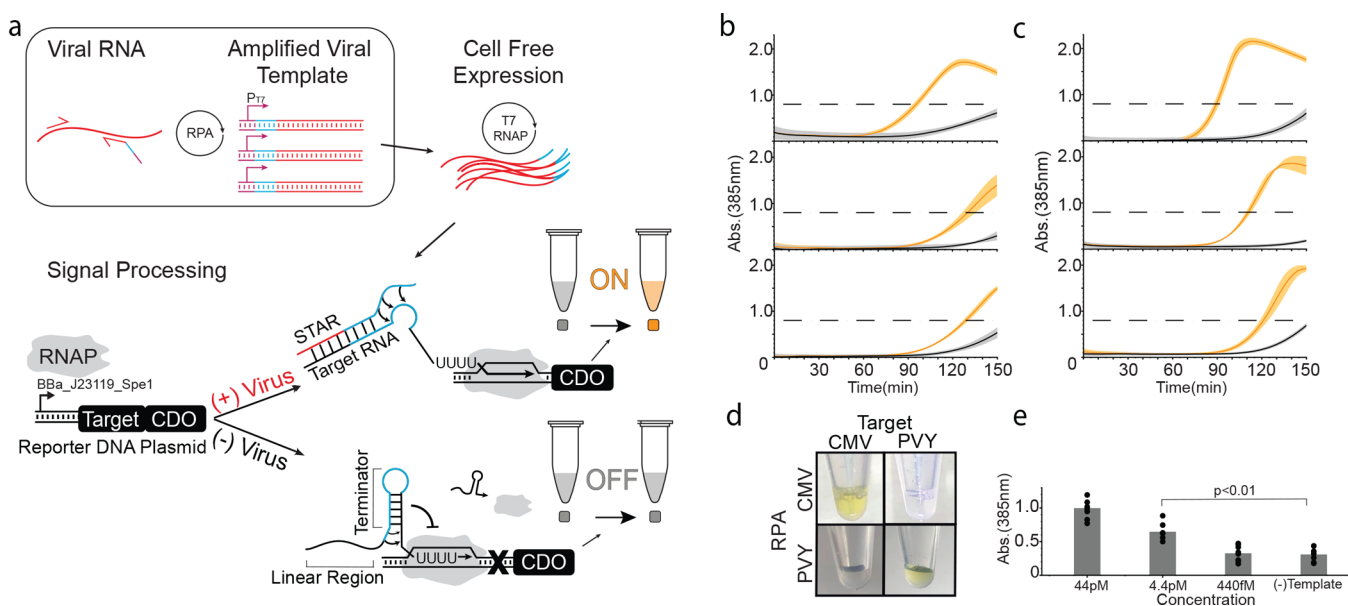 a
Viral RNA
Amplified Viral
Template
PT7
RPA
Cell Free
Expression
T7
RNAP
Signal Processing
RNAP
BBa_J23119_Spe1
Target
CDO
Reporter DNA Plasmid
(+) Virus
(-) Virus
STAR
Target RNA
UUUU
CDO
ON
Terminator
Linear Region
UUUU
X
CDO
OFF
b
Abs.(385nm)
2.0
1.0
2.0
1.0
2.0
1.0
0
0 30 60 90 120 150
Time(min)
c
Abs.(385nm)
2.0
1.0
2.0
1.0
2.0
1.0
0
0 30 60 90 120 150
Time(min)
d
Target
CMV PVY
RPA
CMV
PVY
e
Abs.(385nm)
1.0
0.5
0
p<0.01
44pM 4.4pM 440fM (-)Template
Concentration